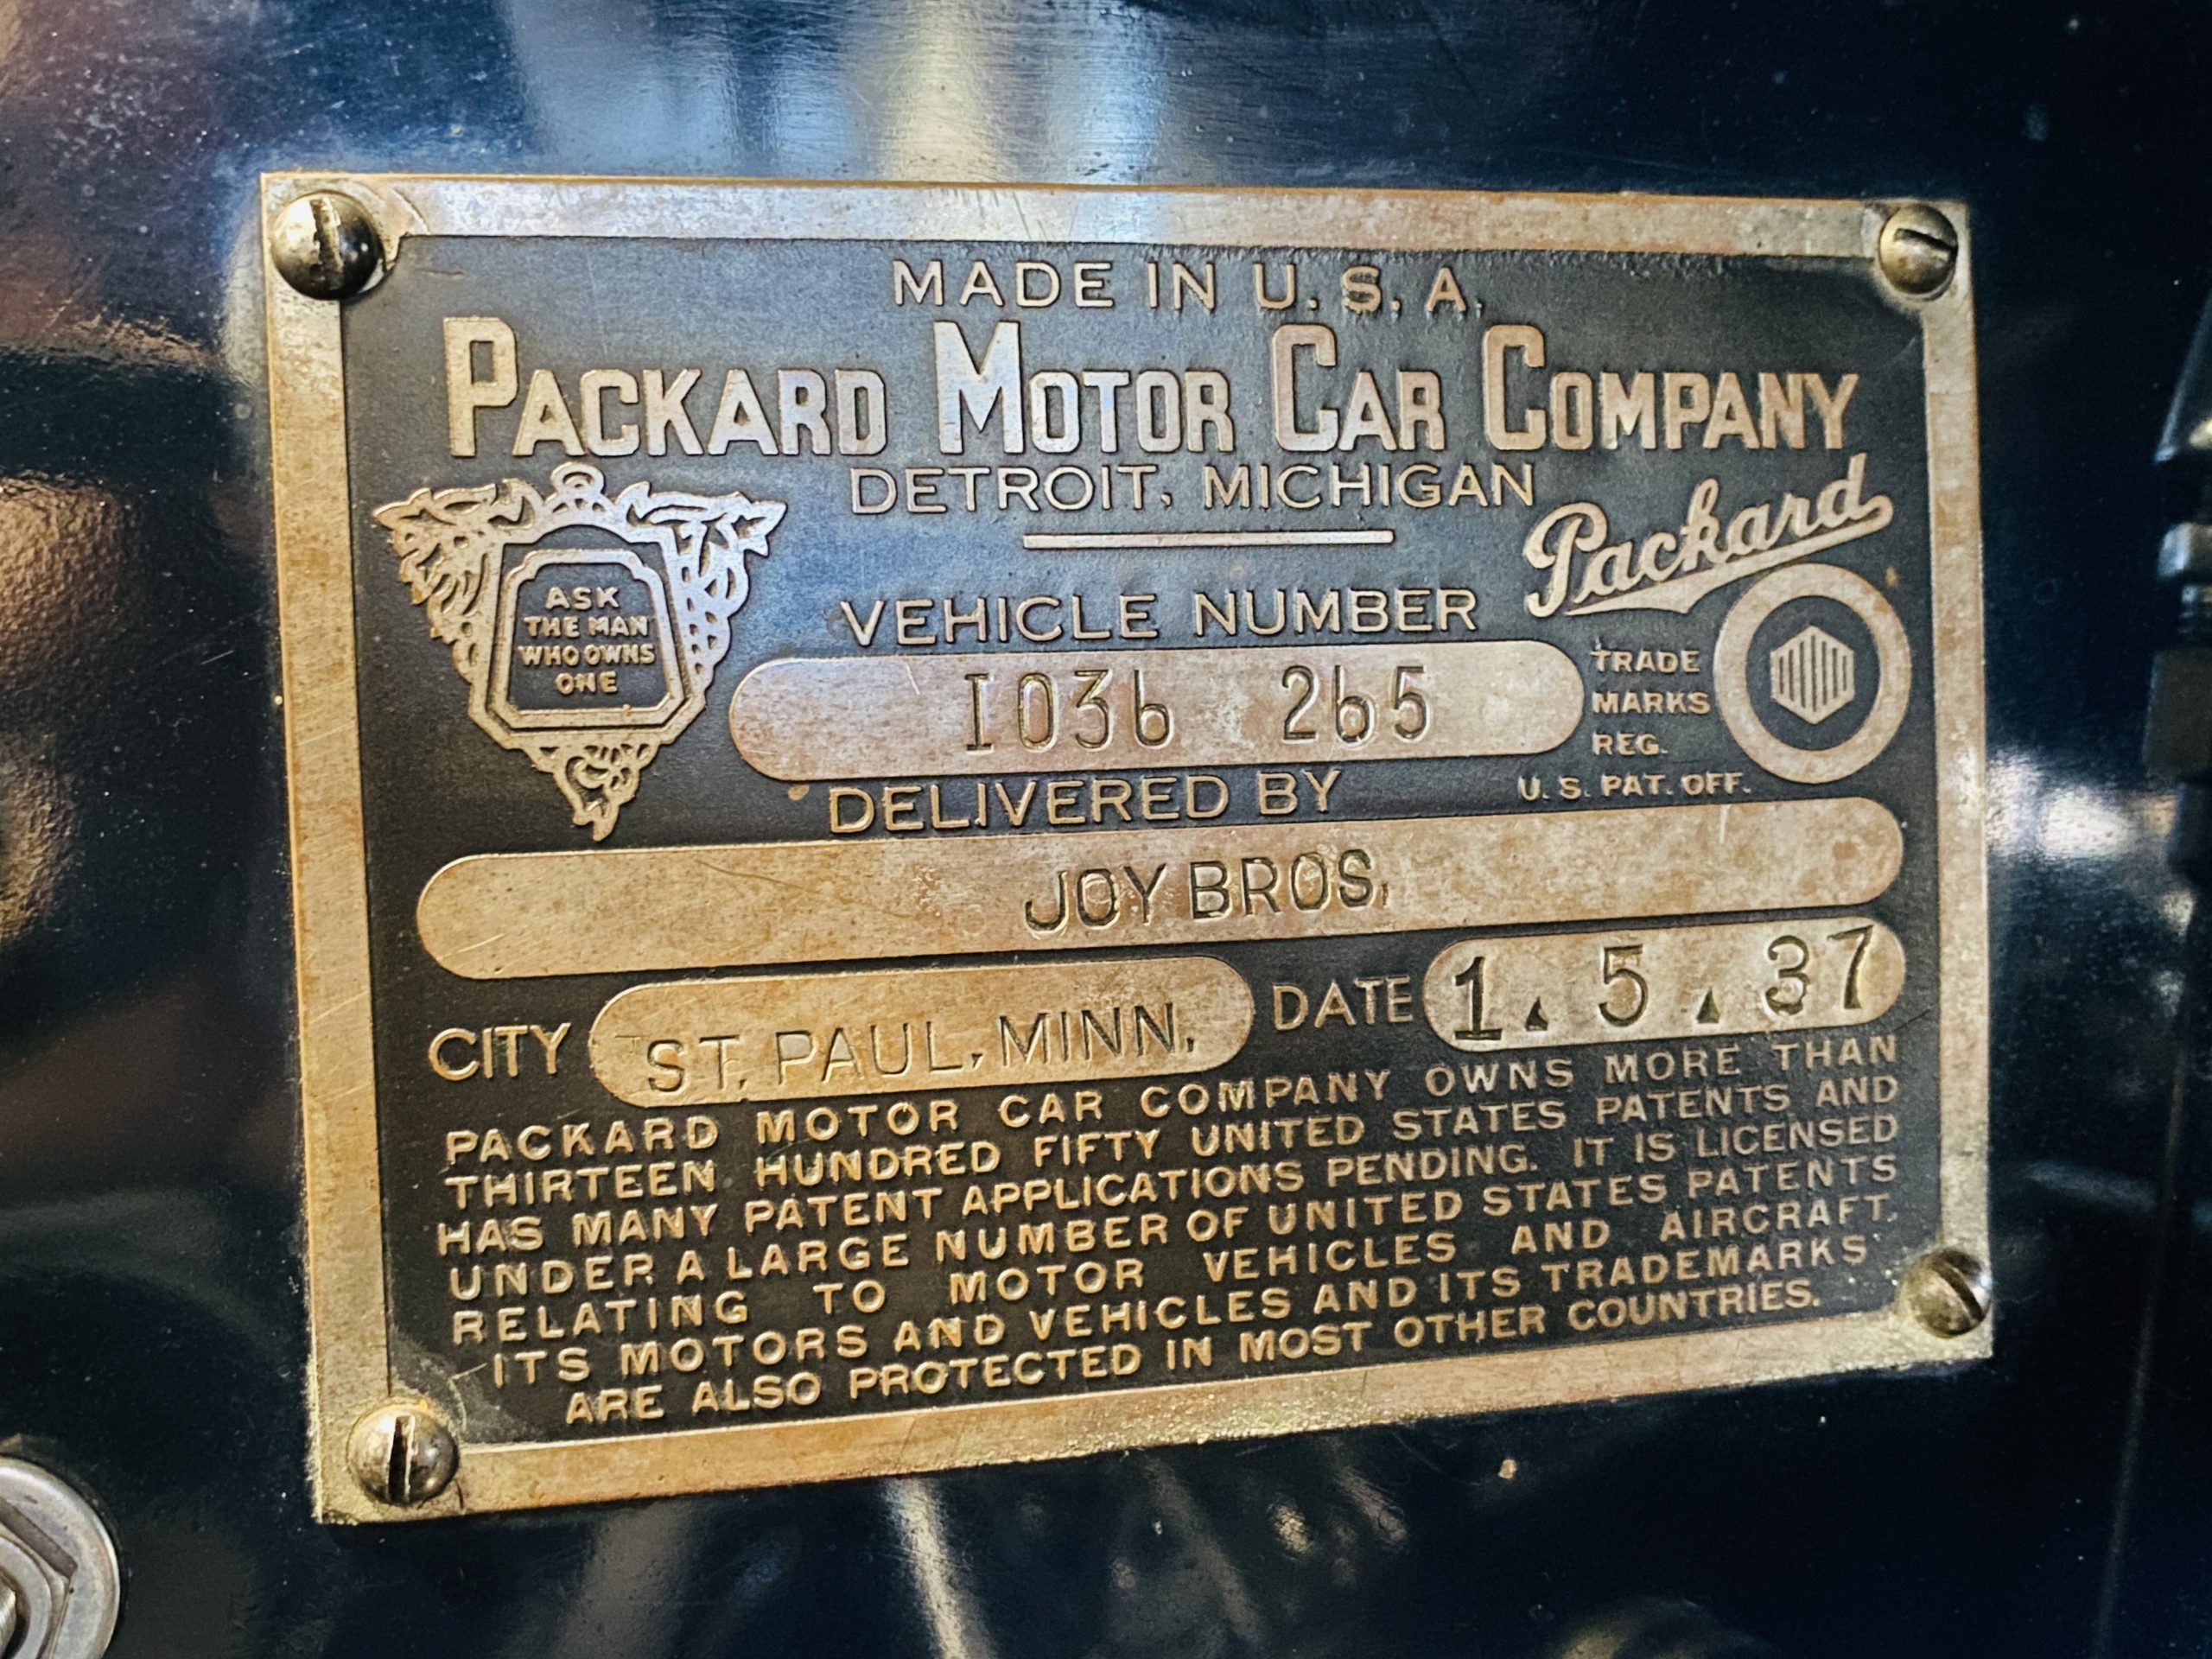 MADE IN U. S. A.
PACKARD MOTOR CAR COMPANY
DETROIT, MICHIGAN
Packard
ASK
THE MAN
WHO OWNS
ONE
VEHICLE NUMBER
1036 265
TRADE
MARKS
REG.
U. S. PAT. OFF.
DELIVERED BY
JOY BROS.
CITY ST. PAUL, MINN. DATE 1. 5. 37
PACKARD MOTOR CAR COMPANY OWNS MORE THAN
THIRTEEN HUNDRED FIFTY UNITED STATES PATENTS AND
HAS MANY PATENT APPLICATIONS PENDING. IT IS LICENSED
UNDER A LARGE NUMBER OF UNITED STATES PATENTS
RELATING TO MOTOR VEHICLES AND AIRCRAFT.
ITS MOTORS AND VEHICLES AND ITS TRADEMARKS
ARE ALSO PROTECTED IN MOST OTHER COUNTRIES.